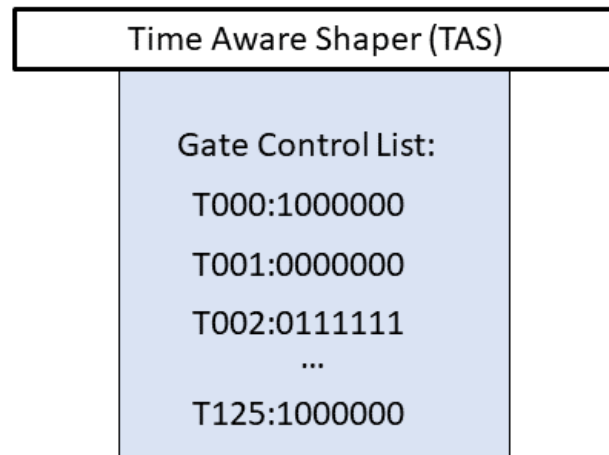 Time Aware Shaper (TAS)
Gate Control List:
T000:1000000
T001:0000000
T002:0111111
...
T125:1000000